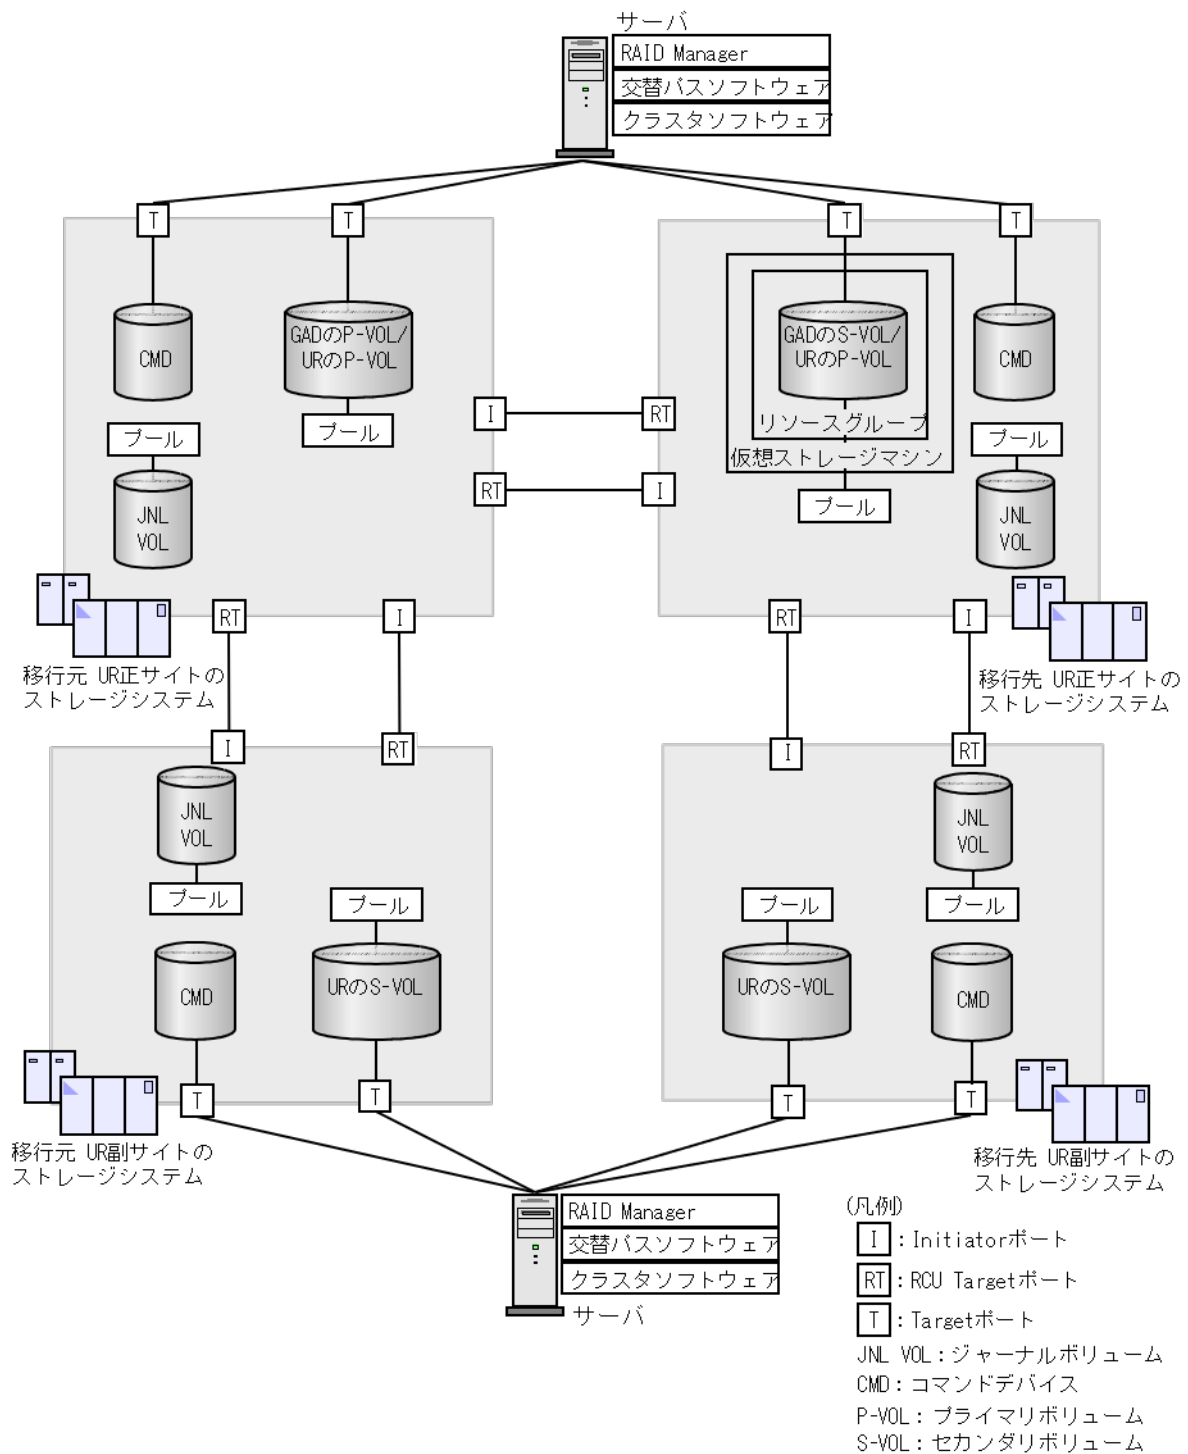 サーバ
RAID Manager
交替パスソフトウェア
クラスタソフトウェア
T
T
T
T
CMD
GADのP-VOL/
URのP-VOL
GADのS-VOL/
URのP-VOL
CMD
プール
プール
I
RT
リソースグループ
プール
仮想ストレージマシン
JNL
VOL
RT
I
プール
JNL
VOL
RT
I
RT
I
移行元 UR正サイトの
ストレージシステム
移行先 UR正サイトの
ストレージシステム
I
RT
I
RT
JNL
VOL
JNL
VOL
プール
プール
プール
プール
CMD
URのS-VOL
URのS-VOL
CMD
T
T
T
T
移行元 UR副サイトの
ストレージシステム
移行先 UR副サイトの
ストレージシステム
RAID Manager
交替パスソフトウェア
クラスタソフトウェア
サーバ
(凡例)
I：Initiatorポート
RT：RCU Targetポート
T：Targetポート
JNL VOL：ジャーナルボリューム
CMD：コマンドデバイス
P-VOL：プライマリボリューム
S-VOL：セカンダリボリューム